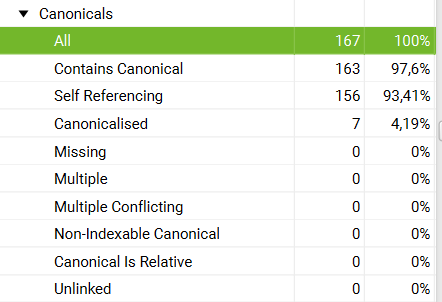 Canonicals
All 167 100%
Contains Canonical 163 97,6%
Self Referencing 156 93,41%
Canonicalised 7 4,19%
Missing 0 0%
Multiple 0 0%
Multiple Conflicting 0 0%
Non-Indexable Canonical 0 0%
Canonical Is Relative 0 0%
Unlinked 0 0%